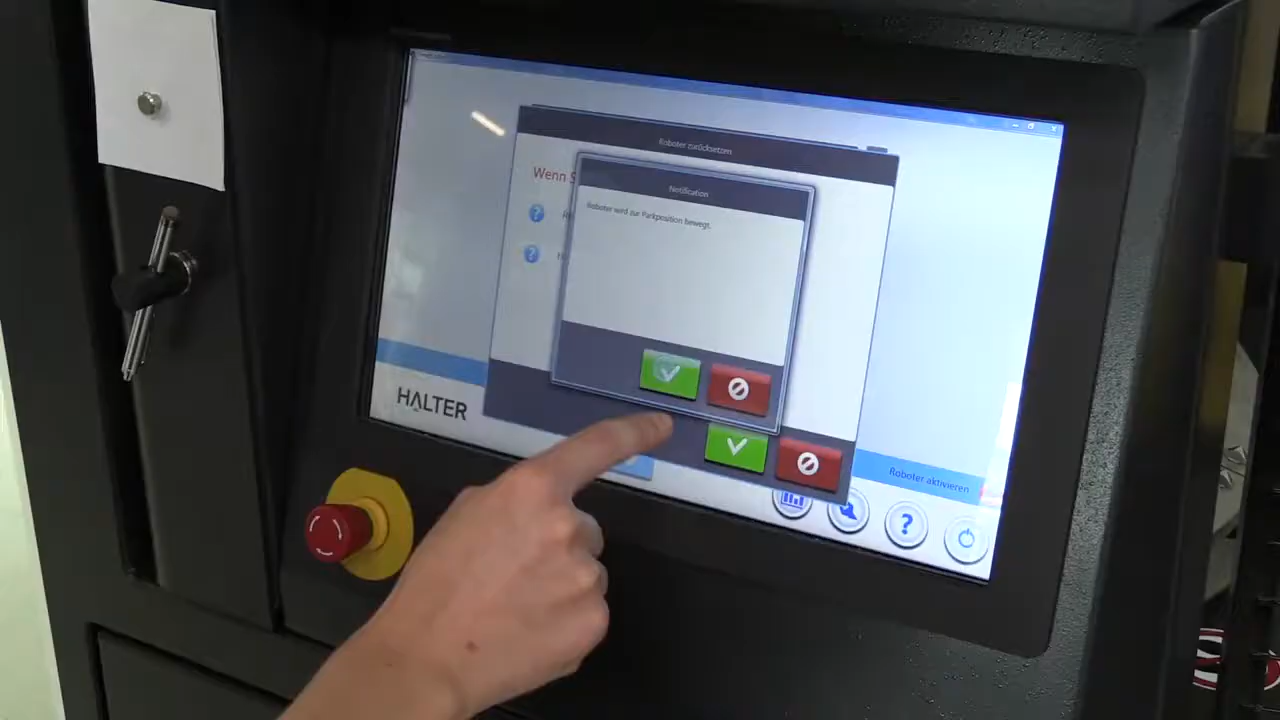 Roboter zurücksetzen
Wenn S
Notification
Roboter wird zur Parkposition bewegt.
HALTER
Roboter aktivieren